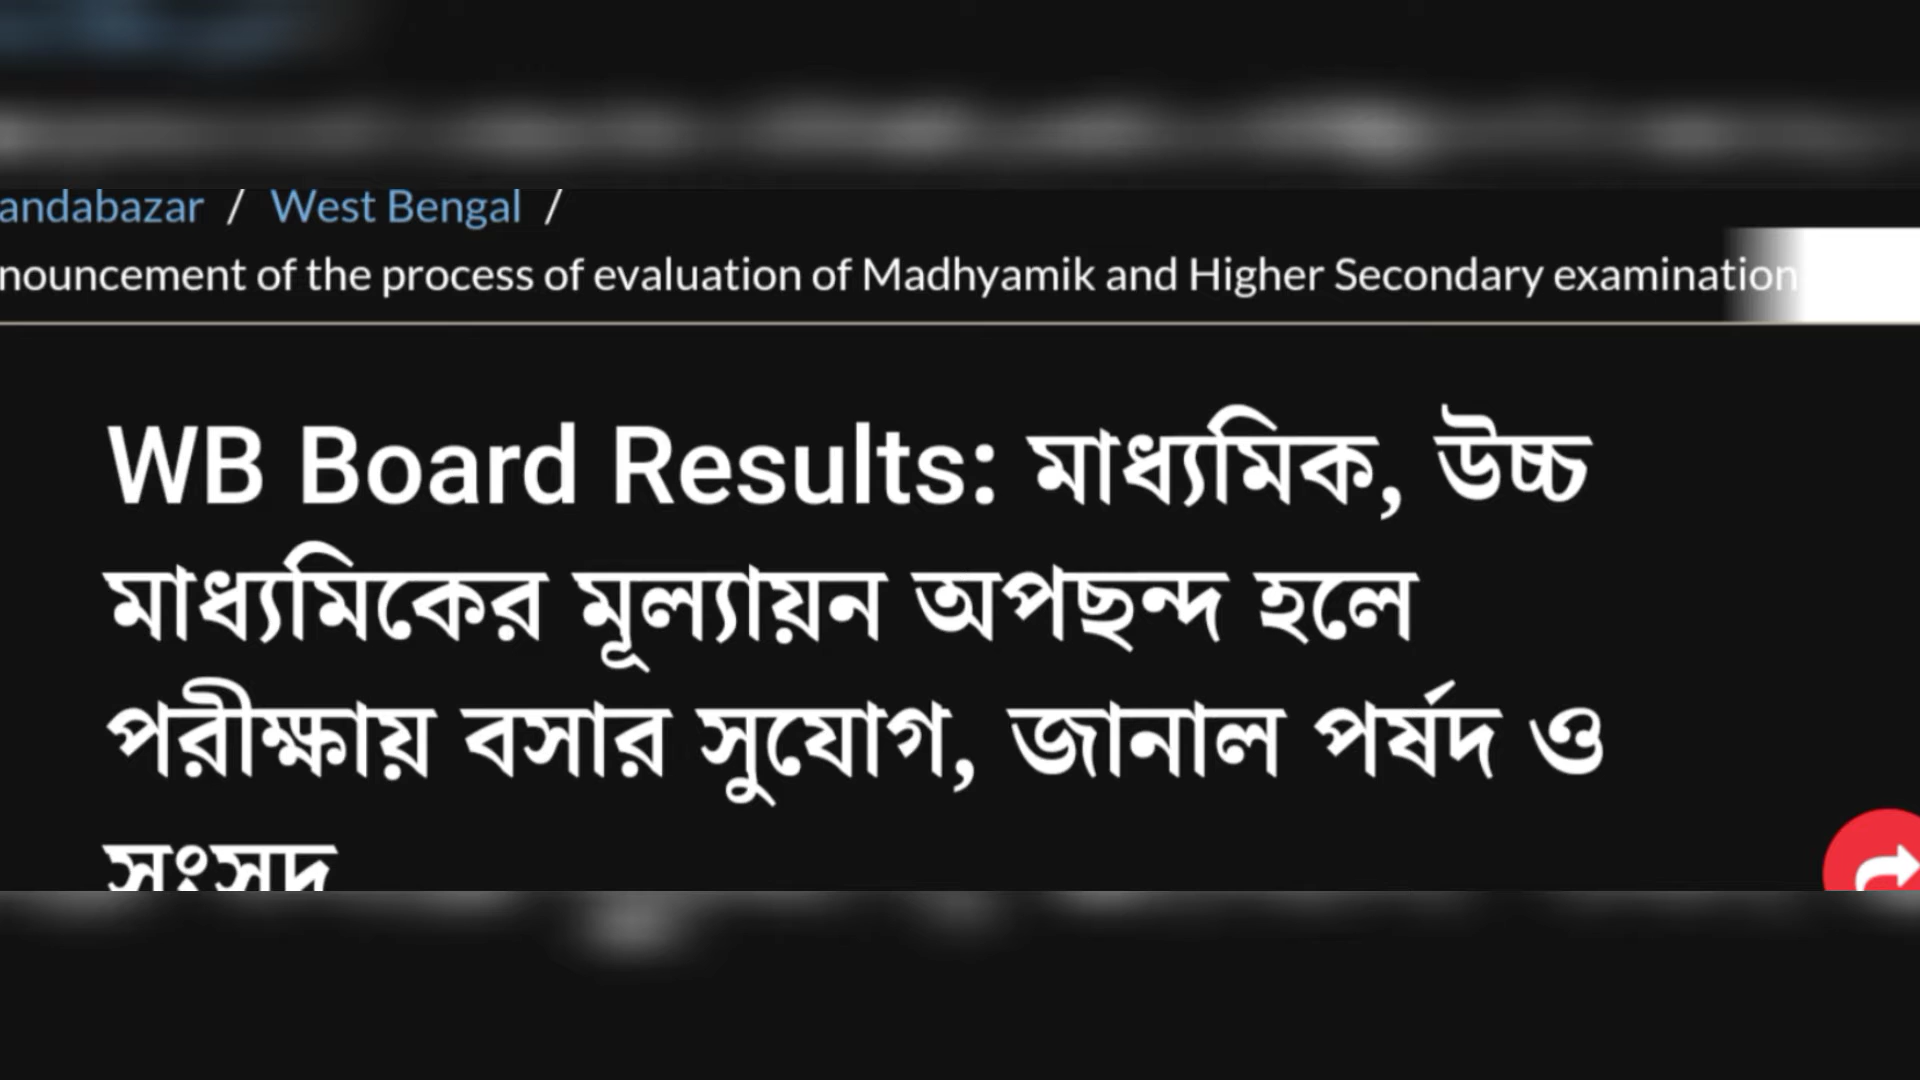 andabazar / West Bengal /
nouncement of the process of evaluation of Madhyamik and Higher Secondary examination
WB Board Results: মাধ্যমিক, উচ্চ
মাধ্যমিকের মূল্যায়ন অপছন্দ হলে
পরীক্ষায় বসার সুযোগ, জানাল পর্ষদ ও
সংসদ